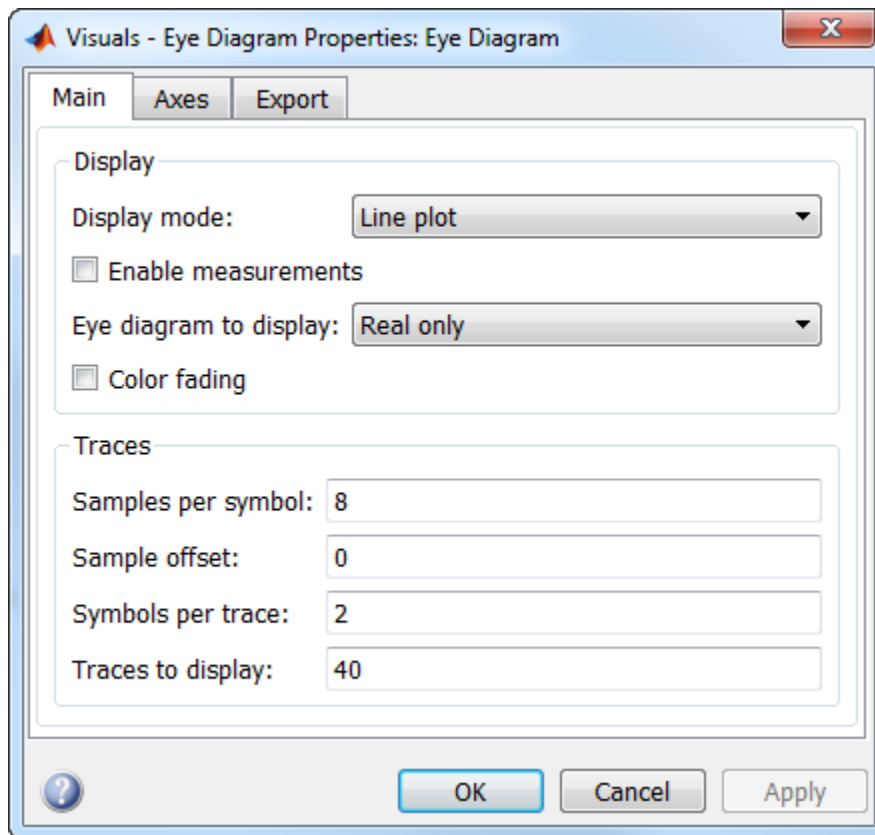 Visuals - Eye Diagram Properties: Eye Diagram
Main Axes Export
Display
Display mode: Line plot
Enable measurements
Eye diagram to display: Real only
Color fading
Traces
Samples per symbol: 8
Sample offset: 0
Symbols per trace: 2
Traces to display: 40
? OK Cancel Apply